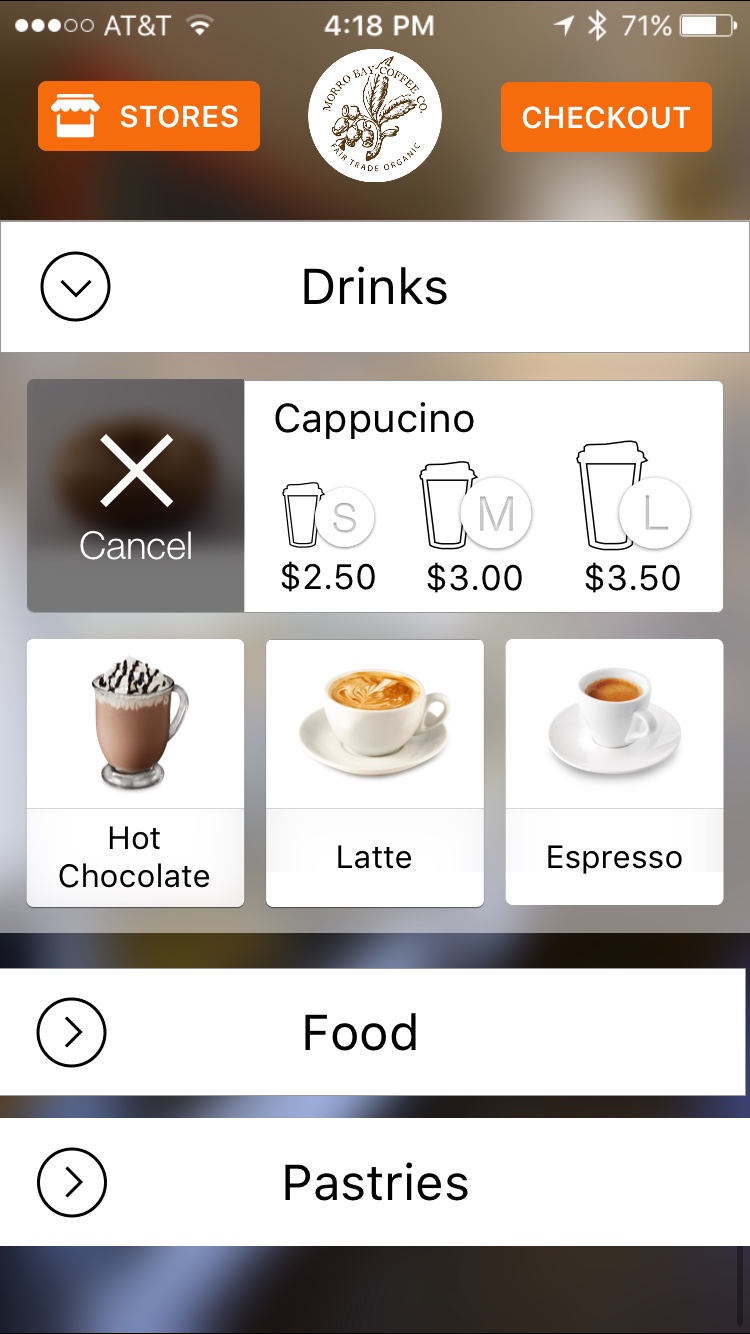 AT&T
4:18 PM
71%
STORES
MORRO BAY COFFEE CO.
FAIR TRADE ORGANIC
CHECKOUT
Drinks
Cancel
Cappucino
S
M
L
$2.50
$3.00
$3.50
Hot
Chocolate
Latte
Espresso
Food
Pastries